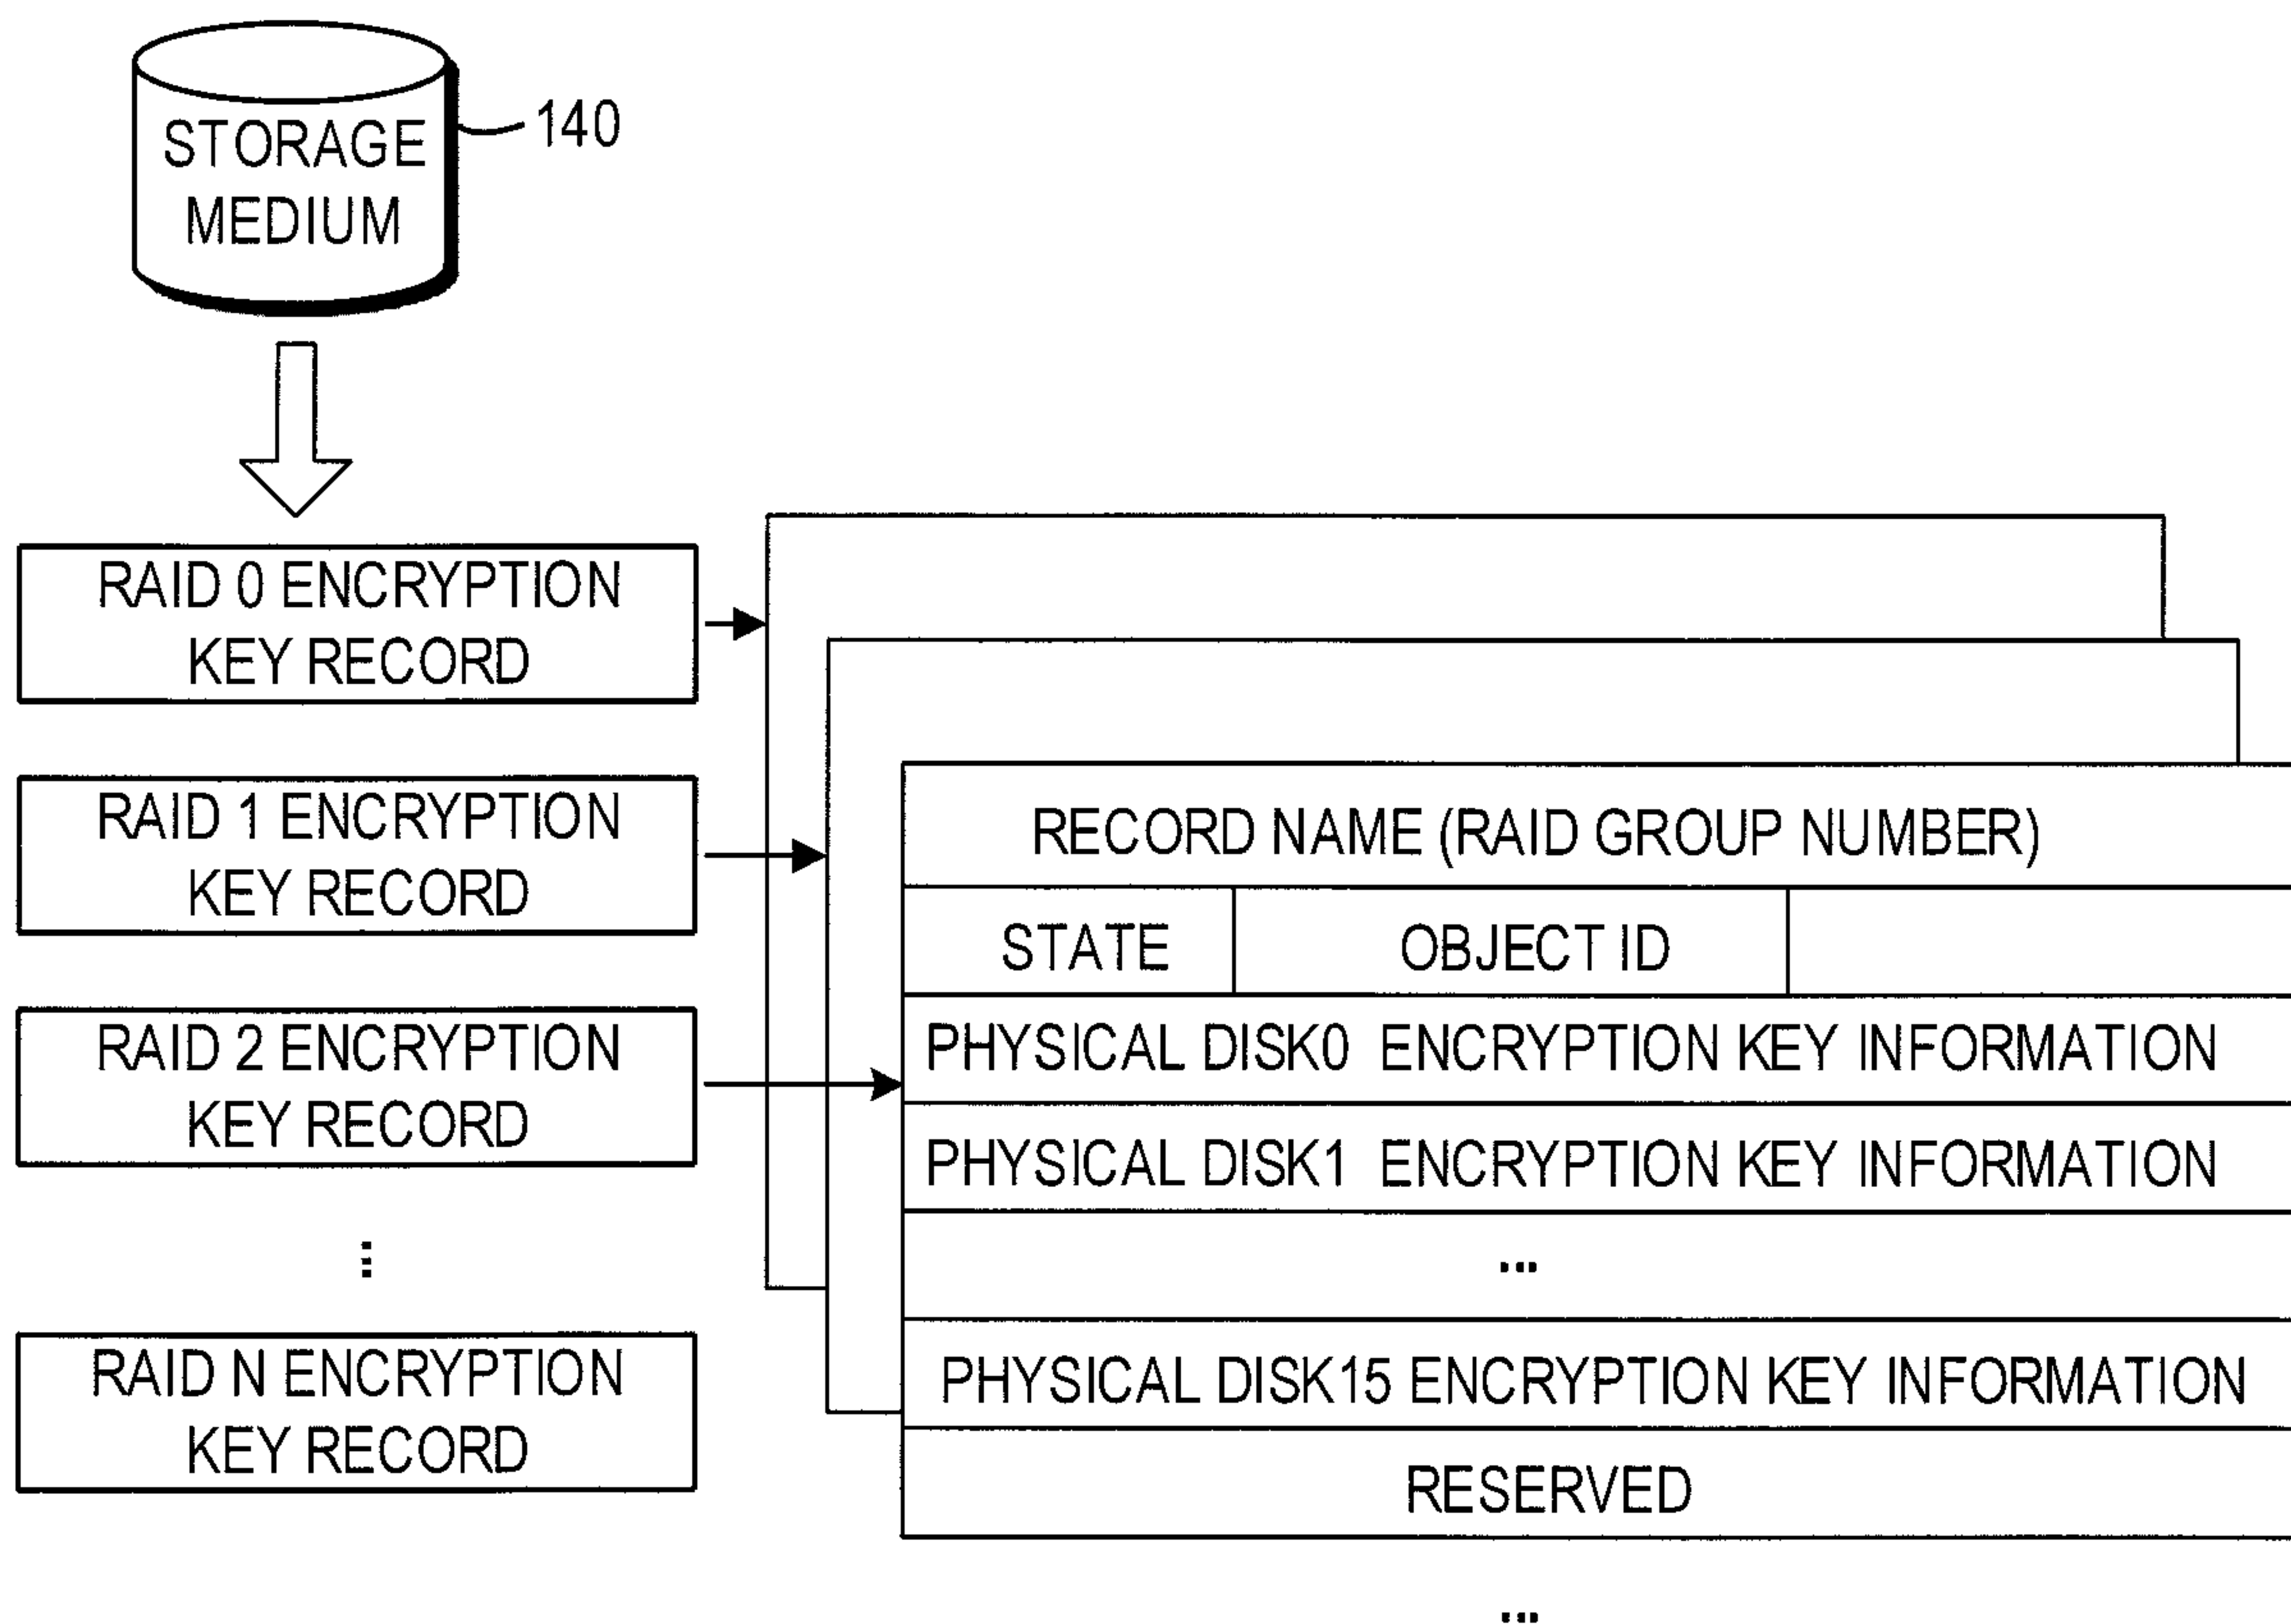 STORAGE
MEDIUM
140
RAID 0 ENCRYPTION
KEY RECORD
RAID 1 ENCRYPTION
KEY RECORD
RAID 2 ENCRYPTION
KEY RECORD
...
RAID N ENCRYPTION
KEY RECORD
RECORD NAME (RAID GROUP NUMBER)
STATE OBJECT ID
PHYSICAL DISK0 ENCRYPTION KEY INFORMATION
PHYSICAL DISK1 ENCRYPTION KEY INFORMATION
...
PHYSICAL DISK15 ENCRYPTION KEY INFORMATION
RESERVED
...